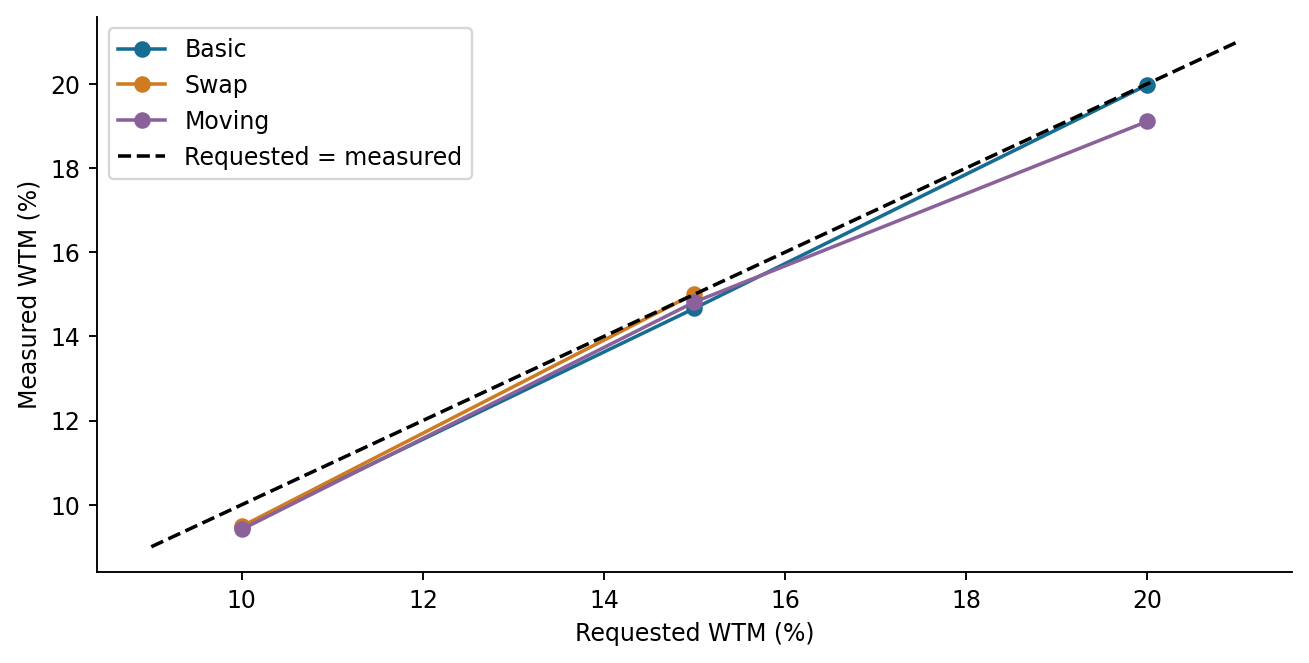 Basic
Swap
Moving
Requested = measured
20
18
16
14
12
10
Measured WTM (%)
10 12 14 16 18 20
Requested WTM (%)